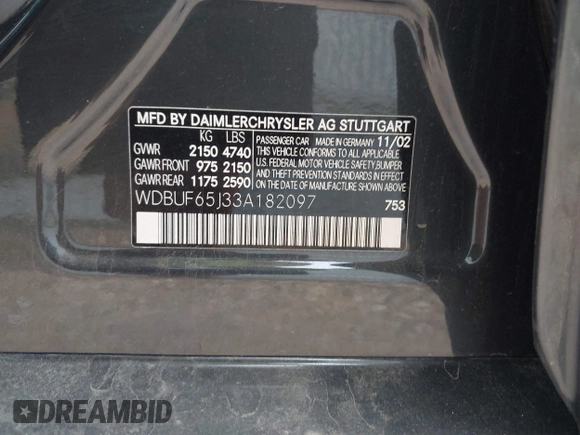 MFD BY DAIMLERCHRYSLER AG STUTTGART
KG LBS
GVWR 2150 4740
GAWR FRONT 975 2150
GAWR REAR 1175 2590
PASSENGER CAR MADE IN GERMANY 11/02
THIS VEHICLE CONFORMS TO ALL APPLICABLE
U.S. FEDERAL MOTOR VEHICLE SAFETY,BUMPER,
AND THEFT PREVENTION STANDARDS
IN EFFECT ON THE DATE OF
MANUFACTURE SHOWN ABOVE.
WDBUF65J33A182097
753
DREAMBID